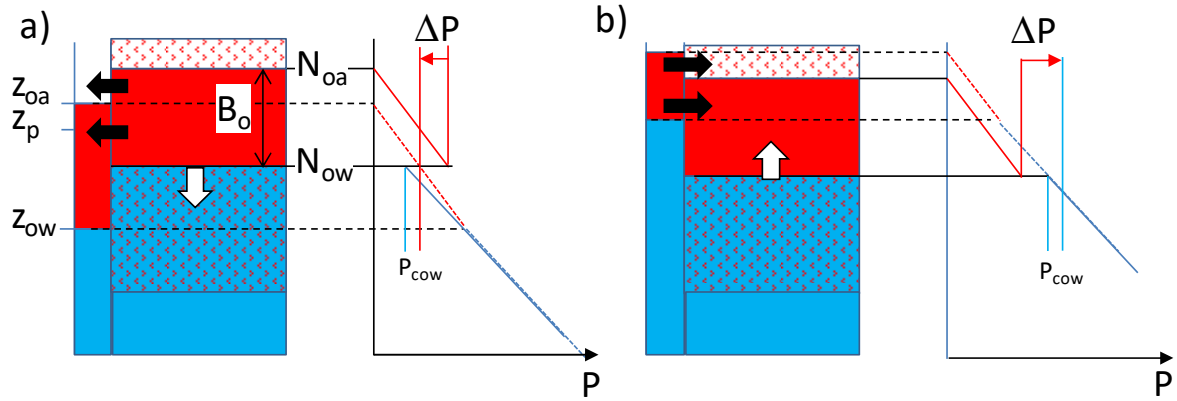 a)
ΔP
N_oa
z_oa
B_o
z_p
N_ow
z_ow
P_cow
P
b)
ΔP
P_cow
P